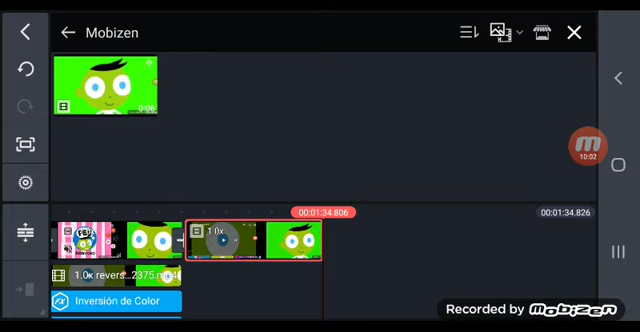 Mobizen
0:06
10:02
00:01:34.806
00:01:34.826
1.0x
1.0x revers...2375.mp4
FX Inversión de Color
Recorded by mobizen